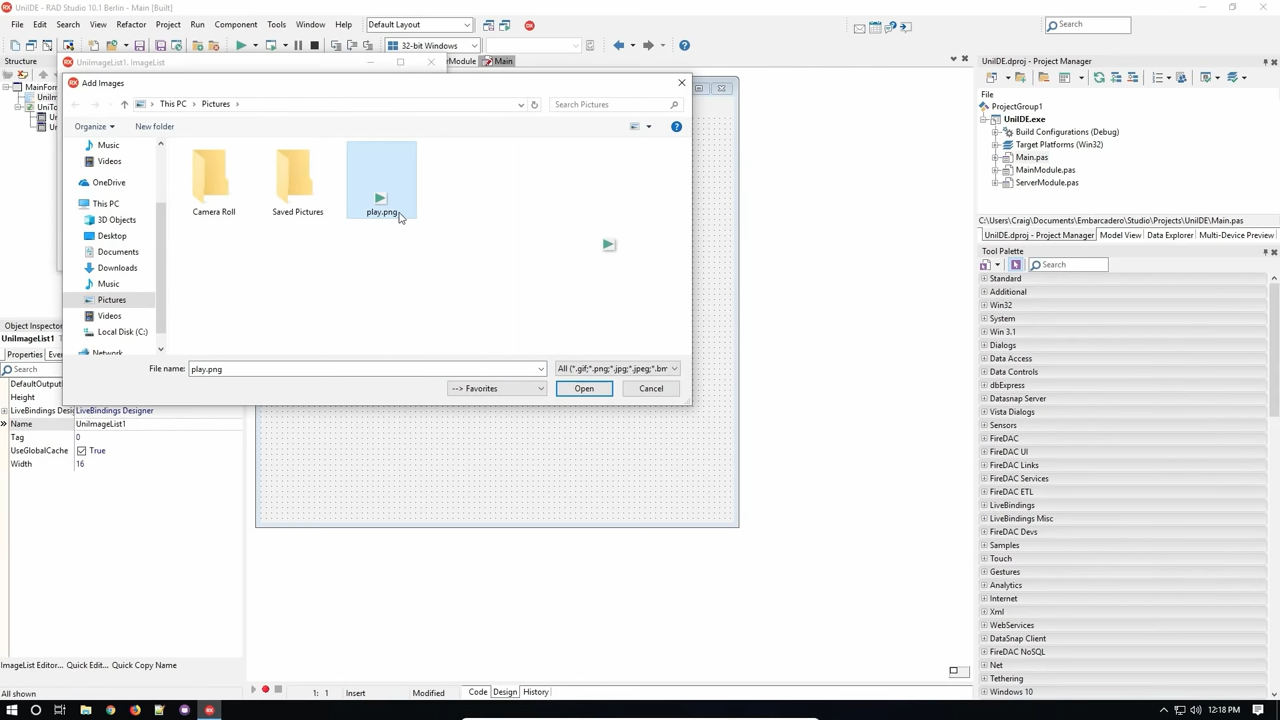 UniIDE - RAD Studio 10.1 Berlin - Main [Built]
File Edit Search View Refactor Project Run Component Tools Window Help
Default Layout
Search
32-bit Windows
Structure
UniImageList1. ImageList
Module Main
Add Images
This PC > Pictures >
Search Pictures
Organize
New folder
MainForm
UniIm
UniTo
Un
Un
Music
Videos
OneDrive
This PC
3D Objects
Desktop
Documents
Downloads
Music
Pictures
Videos
Local Disk (C:)
Network
Camera Roll
Saved Pictures
play.png
File name:
play.png
All (*.gif;*.png;*.jpg;*.jpeg;*.bm
--> Favorites
Open
Cancel
Object Inspector
UniImageList1
Properties
Search
DefaultOutput
Height
LiveBindings Desi LiveBindings Designer
Name UniImageList1
Tag 0
UseGlobalCache True
Width 16
ImageList Editor... Quick Edit... Quick Copy Name
All shown
1: 1
Insert
Modified
Code Design History
UniIDE.dproj - Project Manager
File
ProjectGroup1
UniIDE.exe
Build Configurations (Debug)
Target Platforms (Win32)
Main.pas
MainModule.pas
ServerModule.pas
C:\Users\Craig\Documents\Embarcadero\Studio\Projects\UniIDE\Main.pas
UniIDE.dproj - Project Manager Model View Data Explorer Multi-Device Preview
Tool Palette
Search
Standard
Additional
Win32
System
Win 3.1
Dialogs
Data Access
Data Controls
dbExpress
Datasnap Server
Vista Dialogs
Sensors
FireDAC
FireDAC UI
FireDAC Links
FireDAC Services
FireDAC ETL
LiveBindings
LiveBindings Misc
FireDAC Devs
Samples
Touch
Gestures
Analytics
Internet
Xml
WebServices
DataSnap Client
FireDAC NoSQL
Net
Tethering
Windows 10
12:18 PM